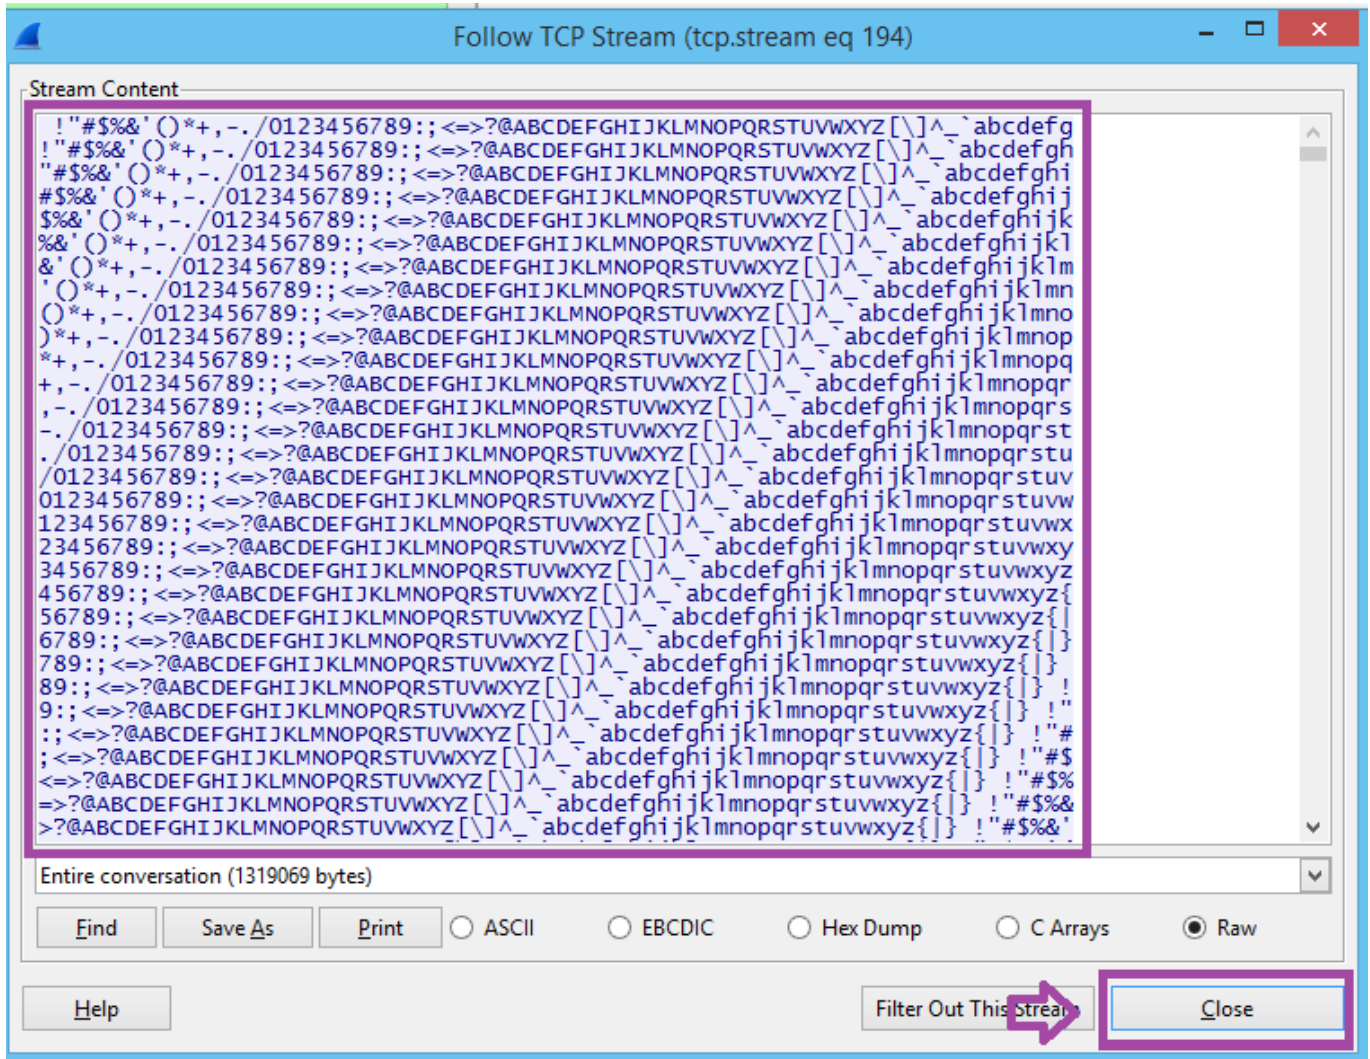 Follow TCP Stream (tcp.stream eq 194)
Stream Content
 !"#$%&'()*+,-./0123456789:;<=>?@ABCDEFGHIJKLMNOPQRSTUVWXYZ[\]^_`abcdefg
!"#$%&'()*+,-./0123456789:;<=>?@ABCDEFGHIJKLMNOPQRSTUVWXYZ[\]^_`abcdefgh
"#$%&'()*+,-./0123456789:;<=>?@ABCDEFGHIJKLMNOPQRSTUVWXYZ[\]^_`abcdefghi
#$%&'()*+,-./0123456789:;<=>?@ABCDEFGHIJKLMNOPQRSTUVWXYZ[\]^_`abcdefghij
$%&'()*+,-./0123456789:;<=>?@ABCDEFGHIJKLMNOPQRSTUVWXYZ[\]^_`abcdefghijk
%&'()*+,-./0123456789:;<=>?@ABCDEFGHIJKLMNOPQRSTUVWXYZ[\]^_`abcdefghijkl
&'()*+,-./0123456789:;<=>?@ABCDEFGHIJKLMNOPQRSTUVWXYZ[\]^_`abcdefghijklm
'()*+,-./0123456789:;<=>?@ABCDEFGHIJKLMNOPQRSTUVWXYZ[\]^_`abcdefghijklmn
()*+,-./0123456789:;<=>?@ABCDEFGHIJKLMNOPQRSTUVWXYZ[\]^_`abcdefghijklmno
)*+,-./0123456789:;<=>?@ABCDEFGHIJKLMNOPQRSTUVWXYZ[\]^_`abcdefghijklmnop
*+,-./0123456789:;<=>?@ABCDEFGHIJKLMNOPQRSTUVWXYZ[\]^_`abcdefghijklmnopq
+,-./0123456789:;<=>?@ABCDEFGHIJKLMNOPQRSTUVWXYZ[\]^_`abcdefghijklmnopqr
,-./0123456789:;<=>?@ABCDEFGHIJKLMNOPQRSTUVWXYZ[\]^_`abcdefghijklmnopqrs
-./0123456789:;<=>?@ABCDEFGHIJKLMNOPQRSTUVWXYZ[\]^_`abcdefghijklmnopqrst
./0123456789:;<=>?@ABCDEFGHIJKLMNOPQRSTUVWXYZ[\]^_`abcdefghijklmnopqrstu
/0123456789:;<=>?@ABCDEFGHIJKLMNOPQRSTUVWXYZ[\]^_`abcdefghijklmnopqrstuv
0123456789:;<=>?@ABCDEFGHIJKLMNOPQRSTUVWXYZ[\]^_`abcdefghijklmnopqrstuvw
123456789:;<=>?@ABCDEFGHIJKLMNOPQRSTUVWXYZ[\]^_`abcdefghijklmnopqrstuvwx
23456789:;<=>?@ABCDEFGHIJKLMNOPQRSTUVWXYZ[\]^_`abcdefghijklmnopqrstuvwxy
3456789:;<=>?@ABCDEFGHIJKLMNOPQRSTUVWXYZ[\]^_`abcdefghijklmnopqrstuvwxyz
456789:;<=>?@ABCDEFGHIJKLMNOPQRSTUVWXYZ[\]^_`abcdefghijklmnopqrstuvwxyz{
56789:;<=>?@ABCDEFGHIJKLMNOPQRSTUVWXYZ[\]^_`abcdefghijklmnopqrstuvwxyz{|
6789:;<=>?@ABCDEFGHIJKLMNOPQRSTUVWXYZ[\]^_`abcdefghijklmnopqrstuvwxyz{|}
789:;<=>?@ABCDEFGHIJKLMNOPQRSTUVWXYZ[\]^_`abcdefghijklmnopqrstuvwxyz{|}
89:;<=>?@ABCDEFGHIJKLMNOPQRSTUVWXYZ[\]^_`abcdefghijklmnopqrstuvwxyz{|} !
9:;<=>?@ABCDEFGHIJKLMNOPQRSTUVWXYZ[\]^_`abcdefghijklmnopqrstuvwxyz{|} !"
:;<=>?@ABCDEFGHIJKLMNOPQRSTUVWXYZ[\]^_`abcdefghijklmnopqrstuvwxyz{|} !"#
;<=>?@ABCDEFGHIJKLMNOPQRSTUVWXYZ[\]^_`abcdefghijklmnopqrstuvwxyz{|} !"#$
<=>?@ABCDEFGHIJKLMNOPQRSTUVWXYZ[\]^_`abcdefghijklmnopqrstuvwxyz{|} !"#$%
=>?@ABCDEFGHIJKLMNOPQRSTUVWXYZ[\]^_`abcdefghijklmnopqrstuvwxyz{|} !"#$%&
>?@ABCDEFGHIJKLMNOPQRSTUVWXYZ[\]^_`abcdefghijklmnopqrstuvwxyz{|} !"#$%&'
Entire conversation (1319069 bytes)
Find Save As Print ASCII EBCDIC Hex Dump C Arrays Raw
Help Filter Out This Stream Close